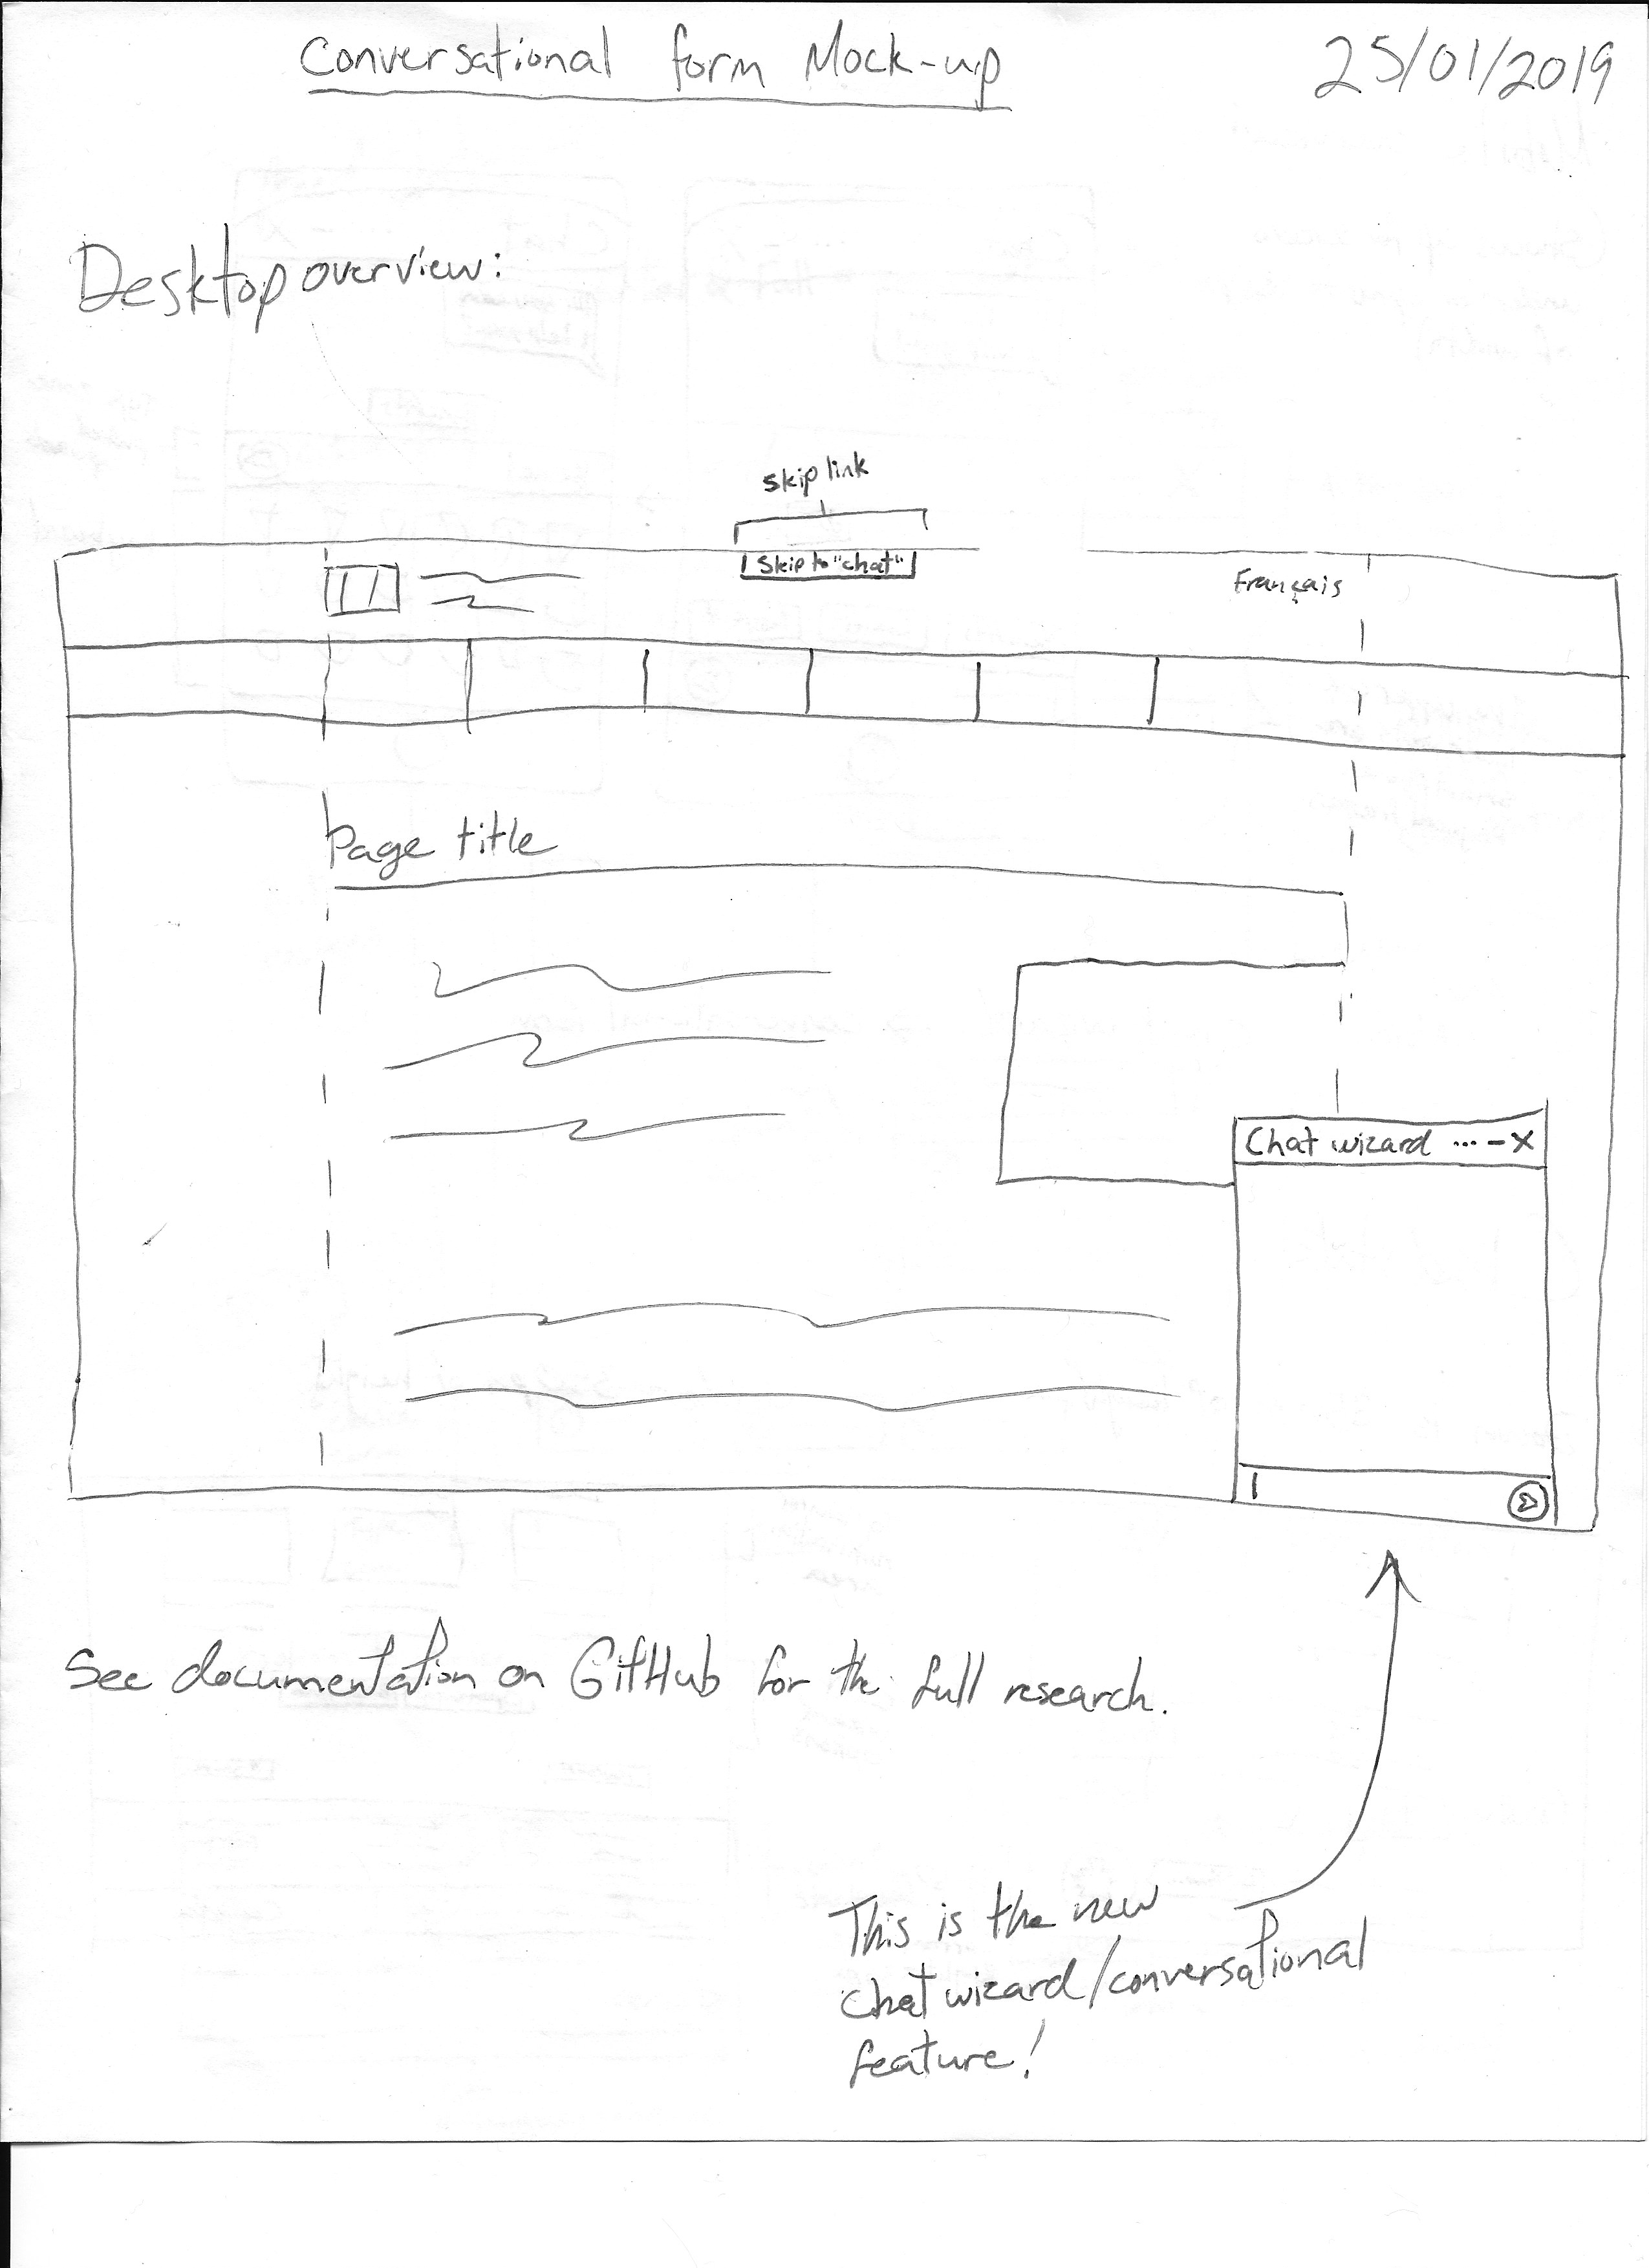 Conversational form Mock-up
25/01/2019
Desktop overview:
skip link
Skip to "chat"
Français
Page title
Chat wizard ... - X
See documentation on GitHub for the full research.
This is the new
chat wizard/conversational
feature!